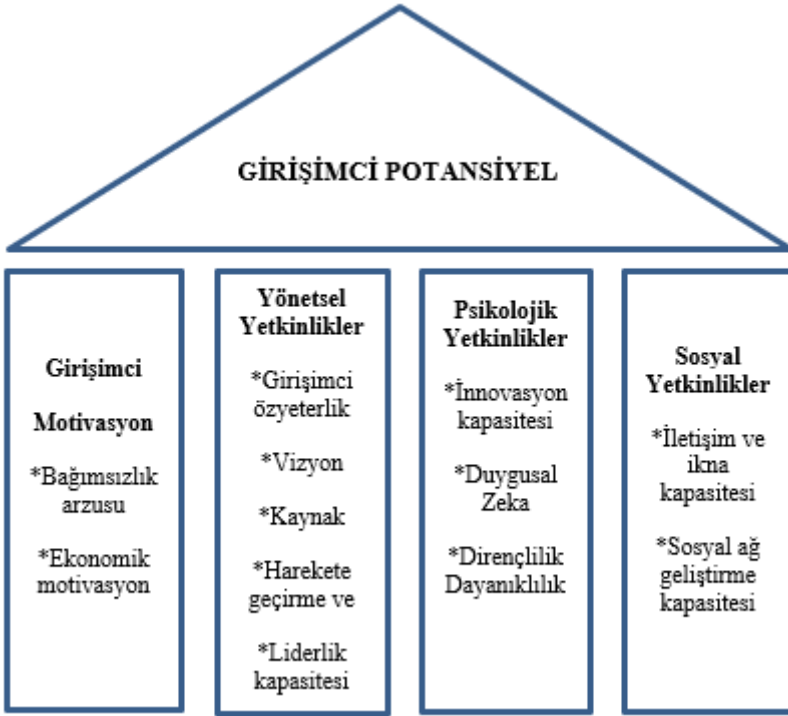 GİRİŞİMCİ POTANSİYEL
Girişimci
Motivasyon
*Bağımsızlık
arzusu
*Ekonomik
motivasyon
Yönetsel
Yetkinlikler
*Girişimci
özyeterlik
*Vizyon
*Kaynak
*Harekete
geçirme ve
*Liderlik
kapasitesi
Psikolojik
Yetkinlikler
*İnnovasyon
kapasitesi
*Duygusal
Zeka
*Dirençlilik
Dayanıklılık
Sosyal
Yetkinlikler
*İletişim ve
ikna
kapasitesi
*Sosyal ağ
geliştirme
kapasitesi